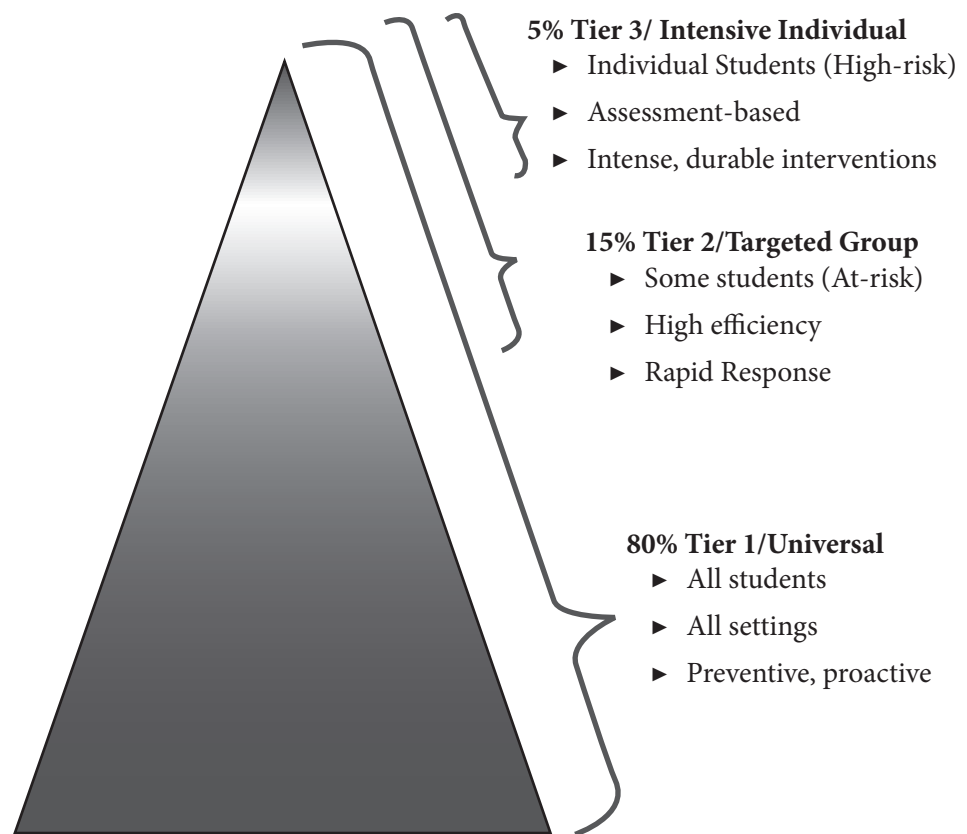 5% Tier 3/ Intensive Individual
► Individual Students (High-risk)
► Assessment-based
► Intense, durable interventions
15% Tier 2/Targeted Group
► Some students (At-risk)
► High efficiency
► Rapid Response
80% Tier 1/Universal
► All students
► All settings
► Preventive, proactive